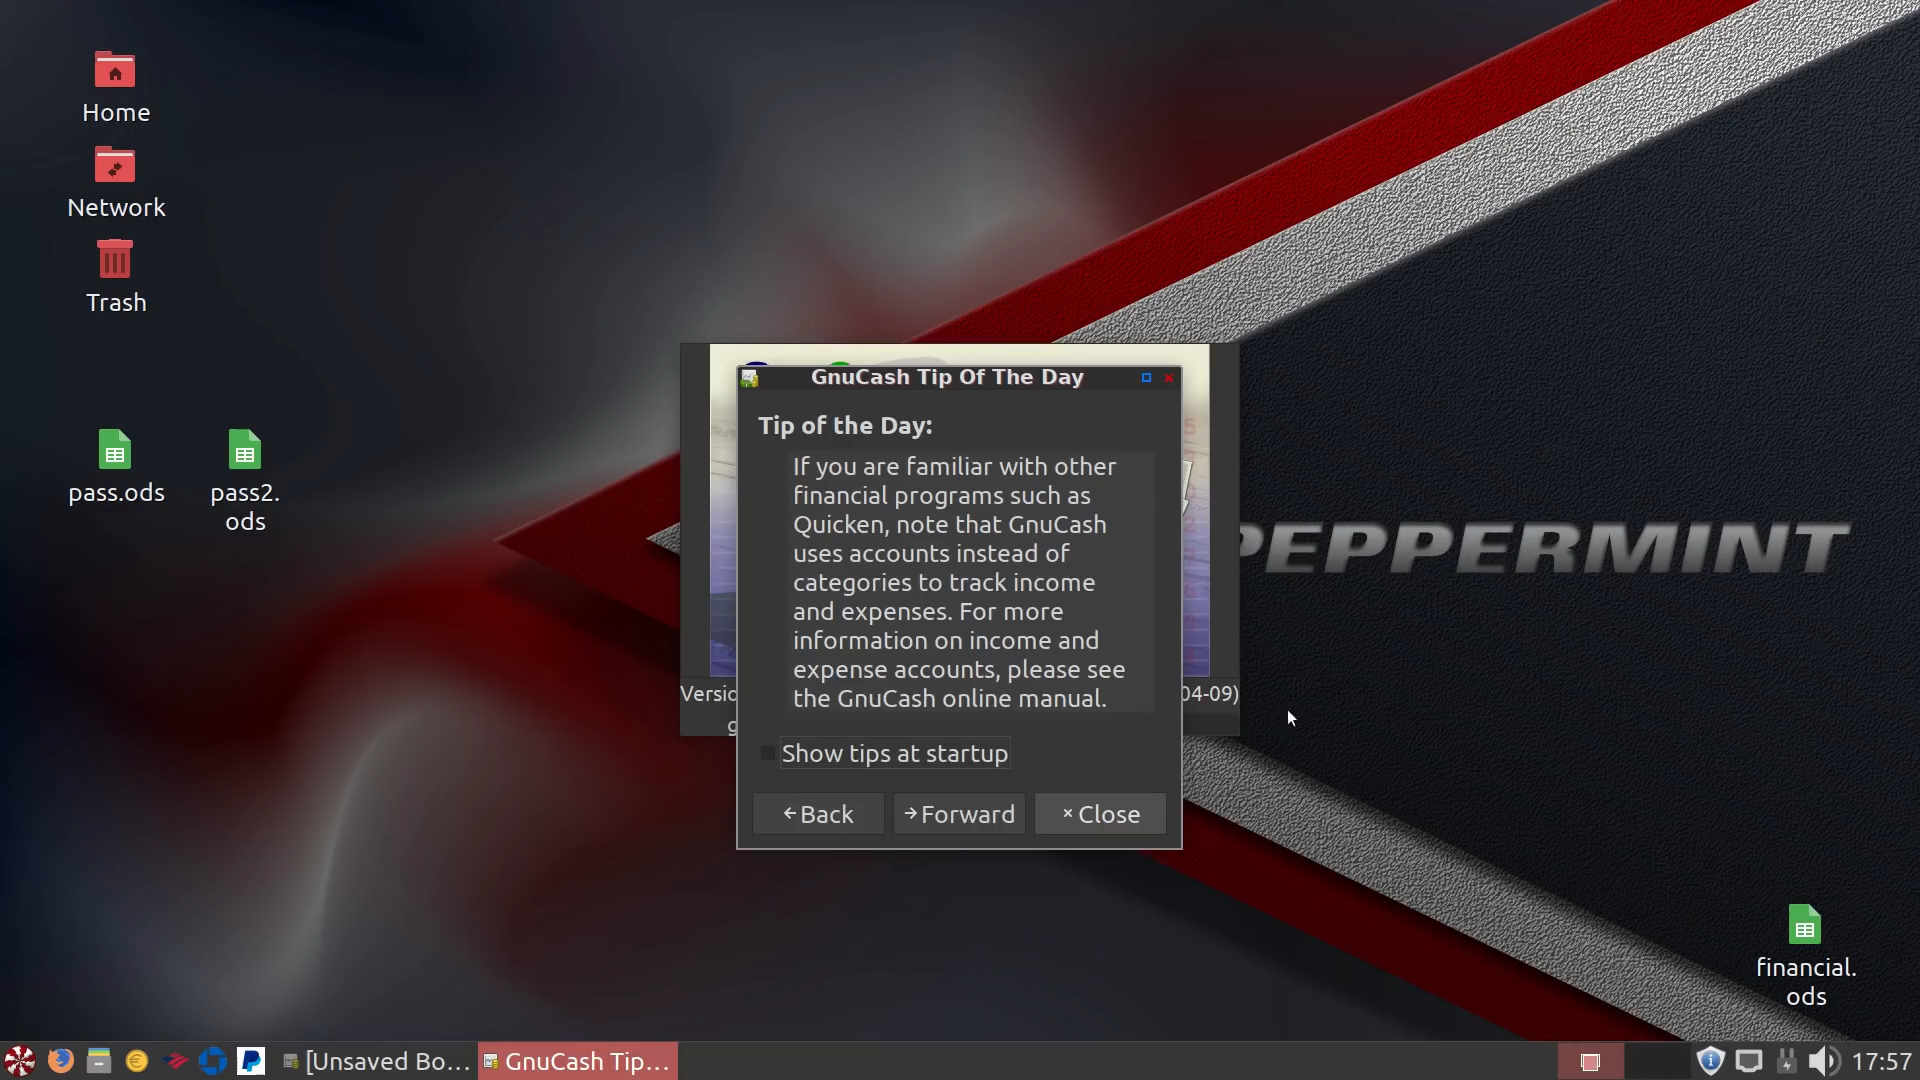 Home
Network
Trash
pass.ods
pass2.
ods
GnuCash Tip Of The Day
Tip of the Day:
If you are familiar with other
financial programs such as
Quicken, note that GnuCash
uses accounts instead of
categories to track income
and expenses. For more
information on income and
expense accounts, please see
the GnuCash online manual.
Show tips at startup
Back
Forward
Close
04-09)
PEPPERMINT
financial.
ods
[Unsaved Bo...
GnuCash Tip...
17:57